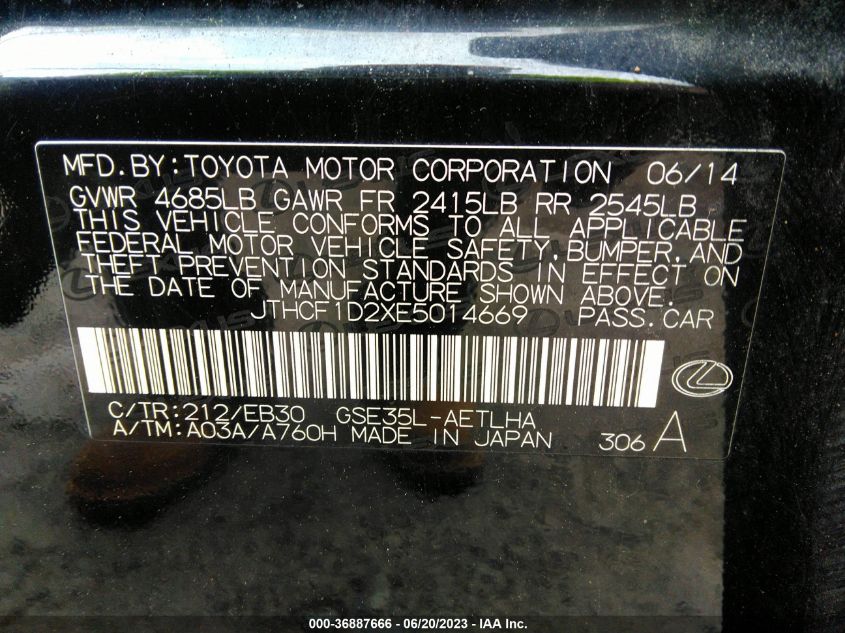 MFD.BY:TOYOTA MOTOR CORPORATION 06/14
GVWR 4685LB GAWR FR 2415LB RR 2545LB
THIS VEHICLE CONFORMS TO ALL APPLICABLE
FEDERAL MOTOR VEHICLE SAFETY,BUMPER,AND
THEFT PREVENTION STANDARDS IN EFFECT ON
THE DATE OF MANUFACTURE SHOWN ABOVE.
JTHCF1D2XE5014669 PASS.CAR
C/TR:212/EB30 GSE35L-AETLHA
A/TM:A03A/A760H MADE IN JAPAN 306 A
000-36887666 - 06/20/2023 - IAA Inc.